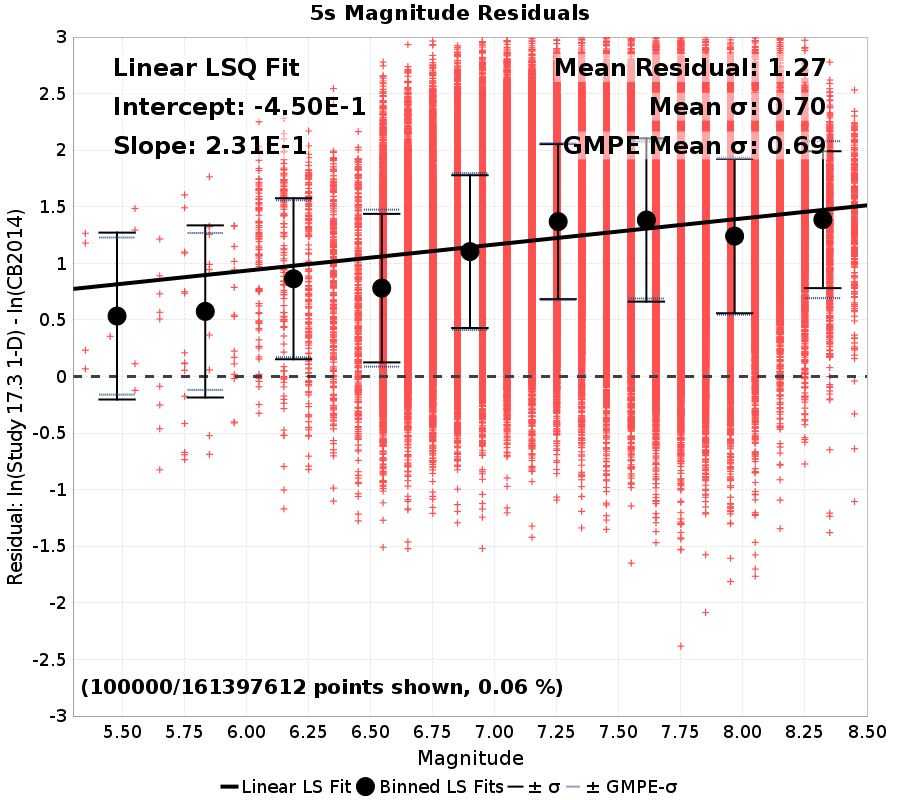 5s Magnitude Residuals
Linear LSQ Fit
Intercept: -4.50E-1
Slope: 2.31E-1
Mean Residual: 1.27
Mean σ: 0.70
GMPE Mean σ: 0.69
Residual: ln(Study 17.3 1-D) - ln(CB2014)
3
2.5
2
1.5
1
0.5
0
-0.5
-1
-1.5
-2
-2.5
-3
(100000/161397612 points shown, 0.06 %)
5.50 5.75 6.00 6.25 6.50 6.75 7.00 7.25 7.50 7.75 8.00 8.25 8.50
Magnitude
Linear LS Fit Binned LS Fits ± σ ± GMPE-σ